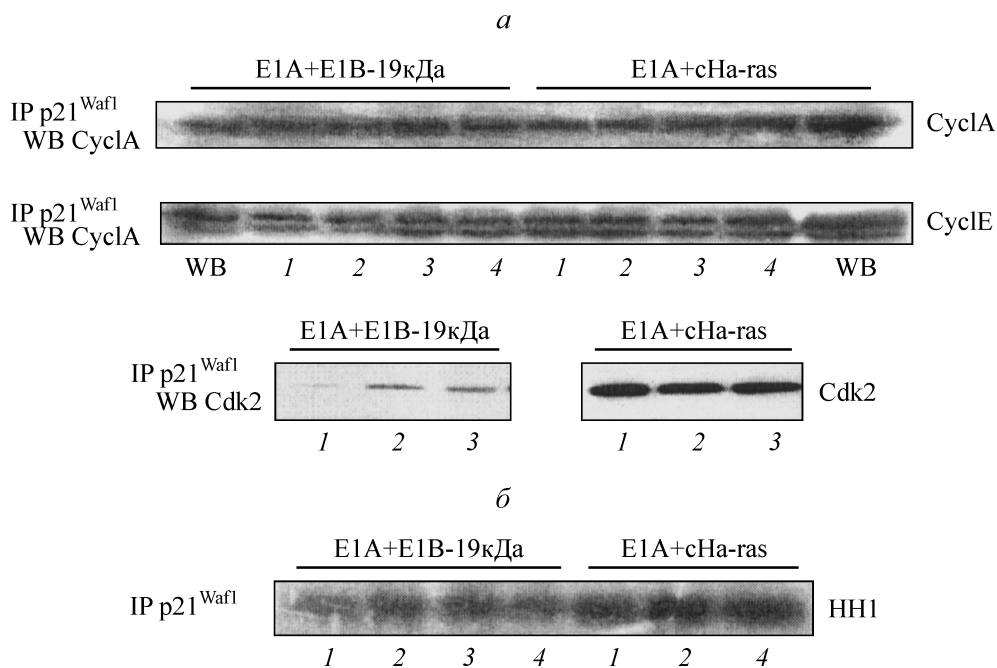 а
E1A+E1B-19кДа E1A+cHa-ras
IP p21Waf1
WB CyclA
CyclA
IP p21Waf1
WB CyclA
CyclE
WB 1 2 3 4 1 2 3 4 WB
E1A+E1B-19кДа E1A+cHa-ras
IP p21Waf1
WB Cdk2
Cdk2
1 2 3 1 2 3
б
E1A+E1B-19кДа E1A+cHa-ras
IP p21Waf1
HH1
1 2 3 4 1 2 4